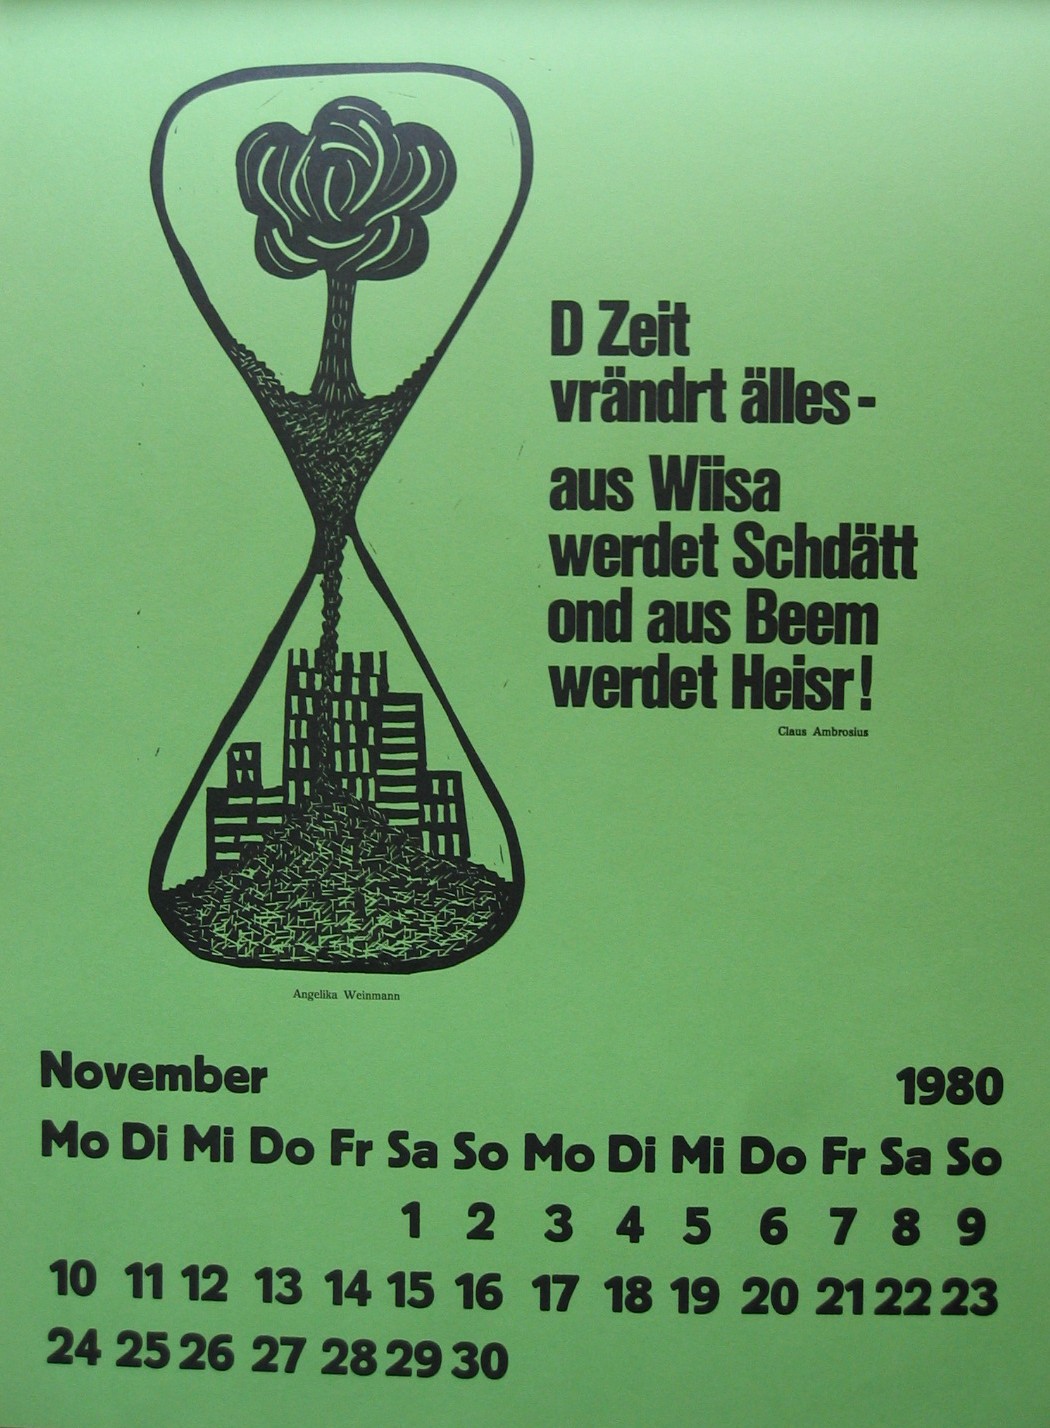 D Zeit
vrändrt älles -
aus Wiisa
werdet Schdätt
ond aus Beem
werdet Heisr!
Claus Ambrosius
Angelika Weinmann
November 1980
Mo Di Mi Do Fr Sa So Mo Di Mi Do Fr Sa So
1 2 3 4 5 6 7 8 9
10 11 12 13 14 15 16 17 18 19 20 21 22 23
24 25 26 27 28 29 30